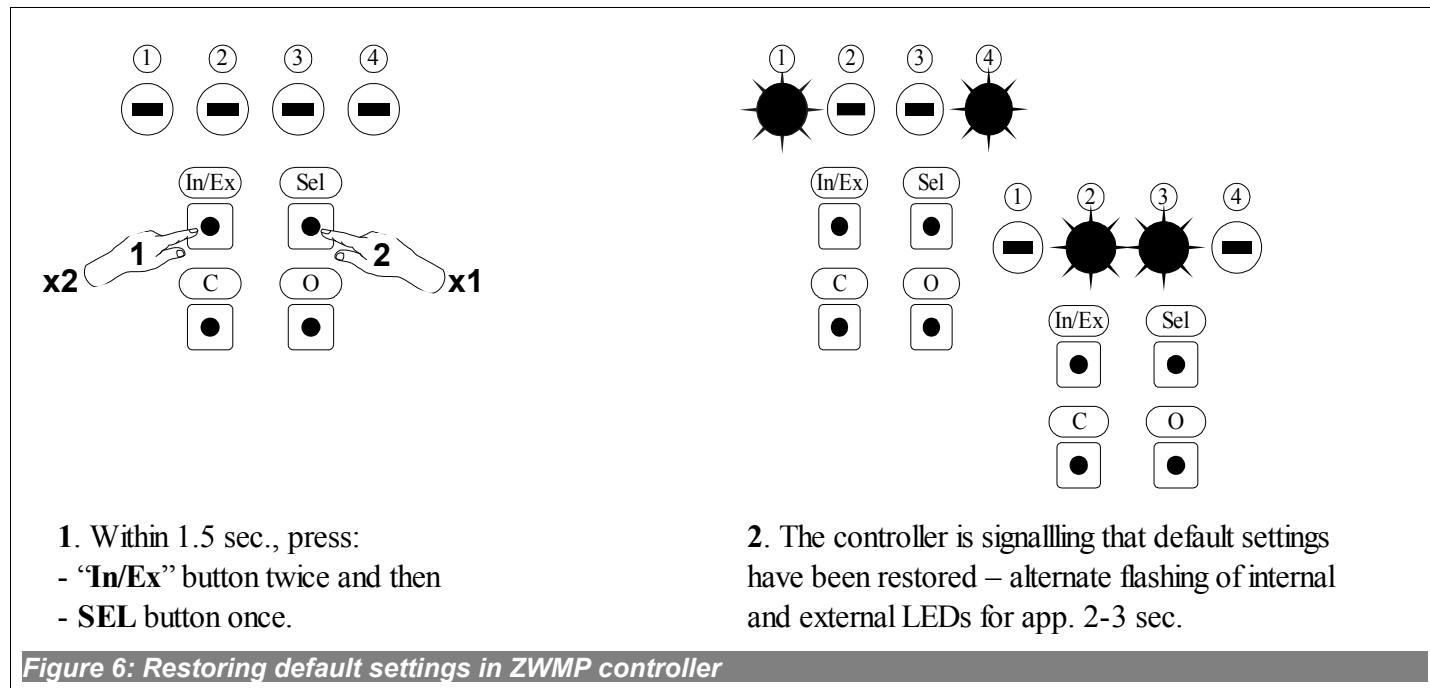 ① ② ③ ④
In/Ex Sel
1 2
x2 x1
C O
① ② ③ ④
In/Ex Sel
C O
① ② ③ ④
In/Ex Sel
C O
1. Within 1.5 sec., press:
- “In/Ex” button twice and then
- SEL button once.
2. The controller is signallling that default settings
have been restored – alternate flashing of internal
and external LEDs for app. 2-3 sec.
Figure 6: Restoring default settings in ZWMP controller